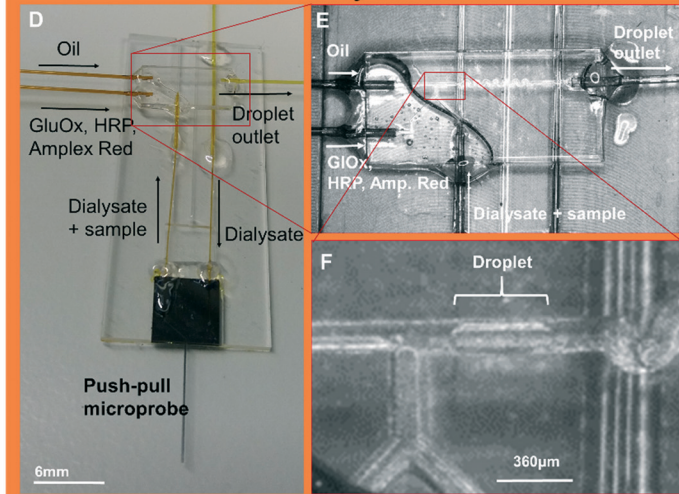 D
Oil
GluOx, HRP,
Amplex Red
Droplet
outlet
Dialysate
+ sample
Dialysate
Push-pull
microprobe
6mm
E
Oil
Droplet
outlet
GlOx,
HRP, Amp. Red
Dialysate + sample
F
Droplet
360µm